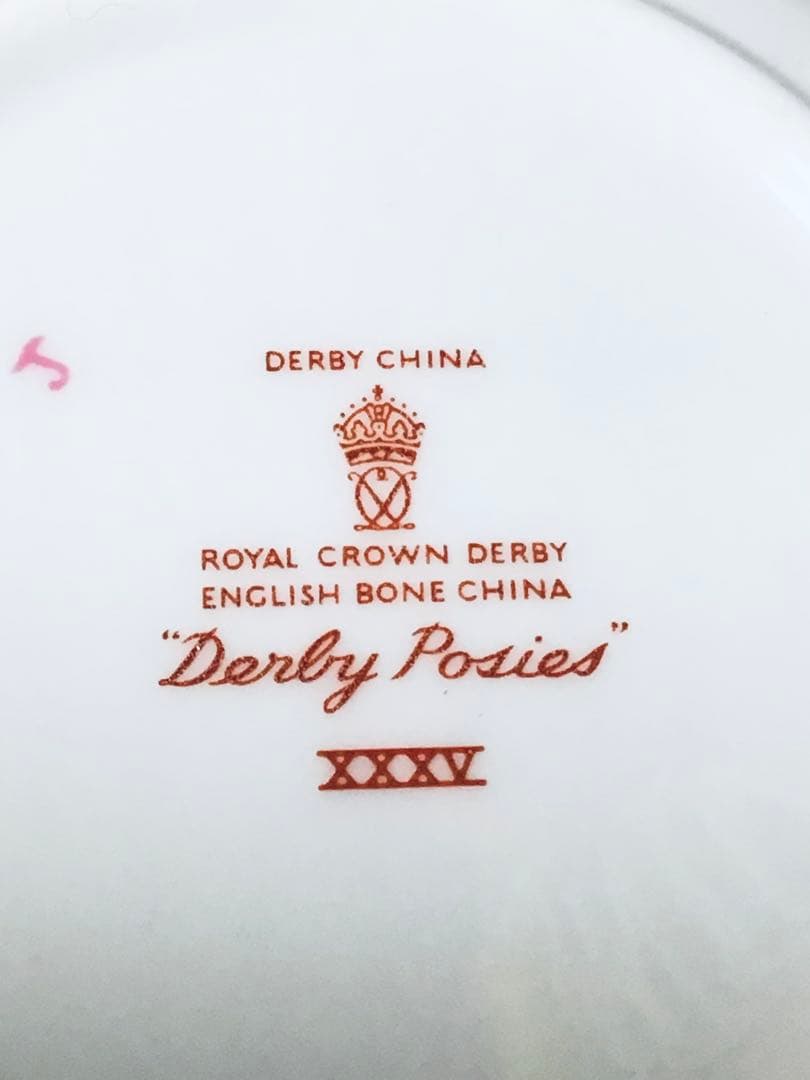 DERBY CHINA
ROYAL CROWN DERBY
ENGLISH BONE CHINA
"Derby Posies"
XXXV